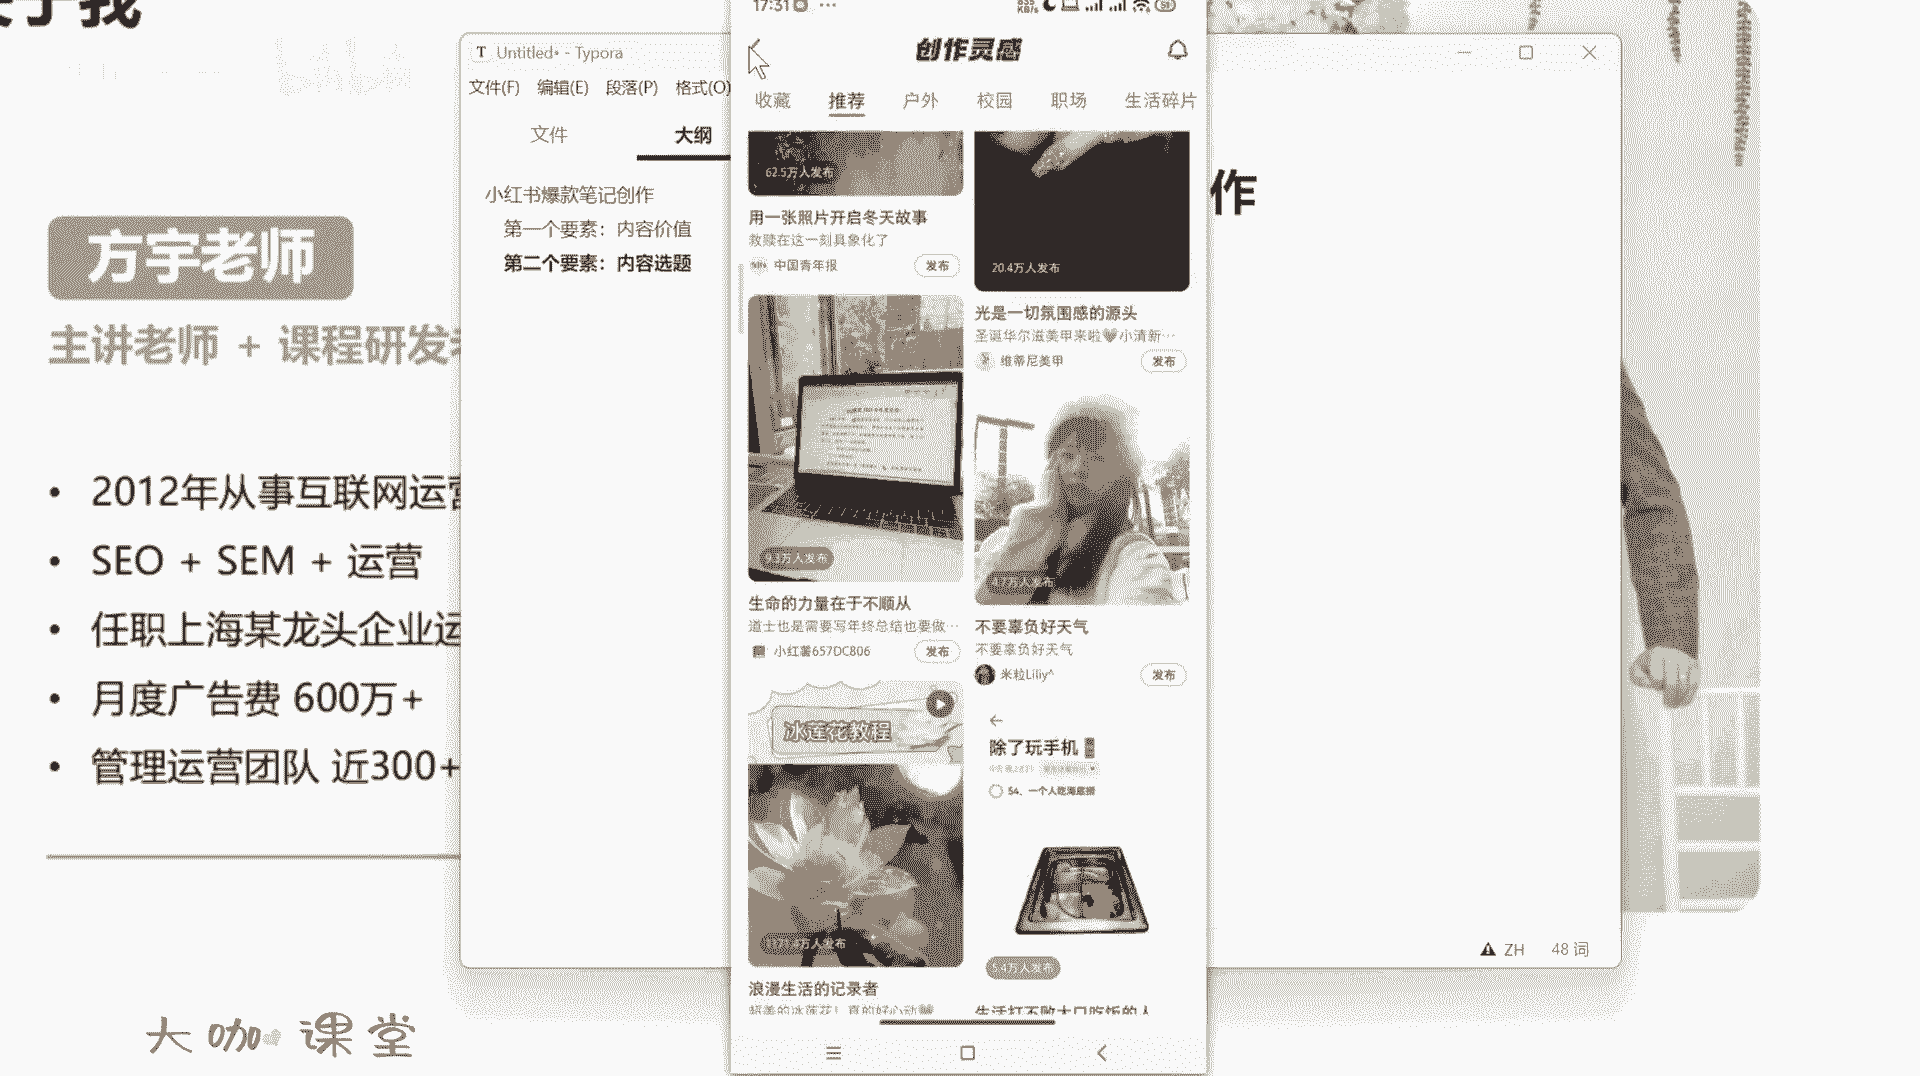 方宇老师
主讲老师 + 课程研发
• 2012年从事互联网运营
• SEO + SEM + 运营
• 任职上海某龙头企业运
• 月度广告费 600万+
• 管理运营团队 近300+
大咖课堂
Untitled• - Typora
文件(F) 编辑(E) 段落(P) 格式(O)
文件 大纲
小红书爆款笔记创作
第一个要素：内容价值
第二个要素：内容选题
作
ZH 48 词
17:31
创作灵感
收藏 推荐 户外 校园 职场 生活碎片
62.5万人发布
用一张照片开启冬天故事
救赎在这一刻具象化了
中国青年报 发布
20.4万人发布
光是一切氛围感的源头
圣诞华尔滋美甲来啦🤎小清新…
维蒂尼美甲 发布
9.3万人发布
生命的力量在于不顺从
道士也是需要写年终总结也要做…
小红薯657DC806 发布
4.7万人发布
不要辜负好天气
不要辜负好天气
米粒Liliy^ 发布
冰莲花教程
1171.4万人发布
浪漫生活的记录者
除了玩手机
54、一个人吃海底捞
5.4万人发布
生活打不败大口吃饭的人